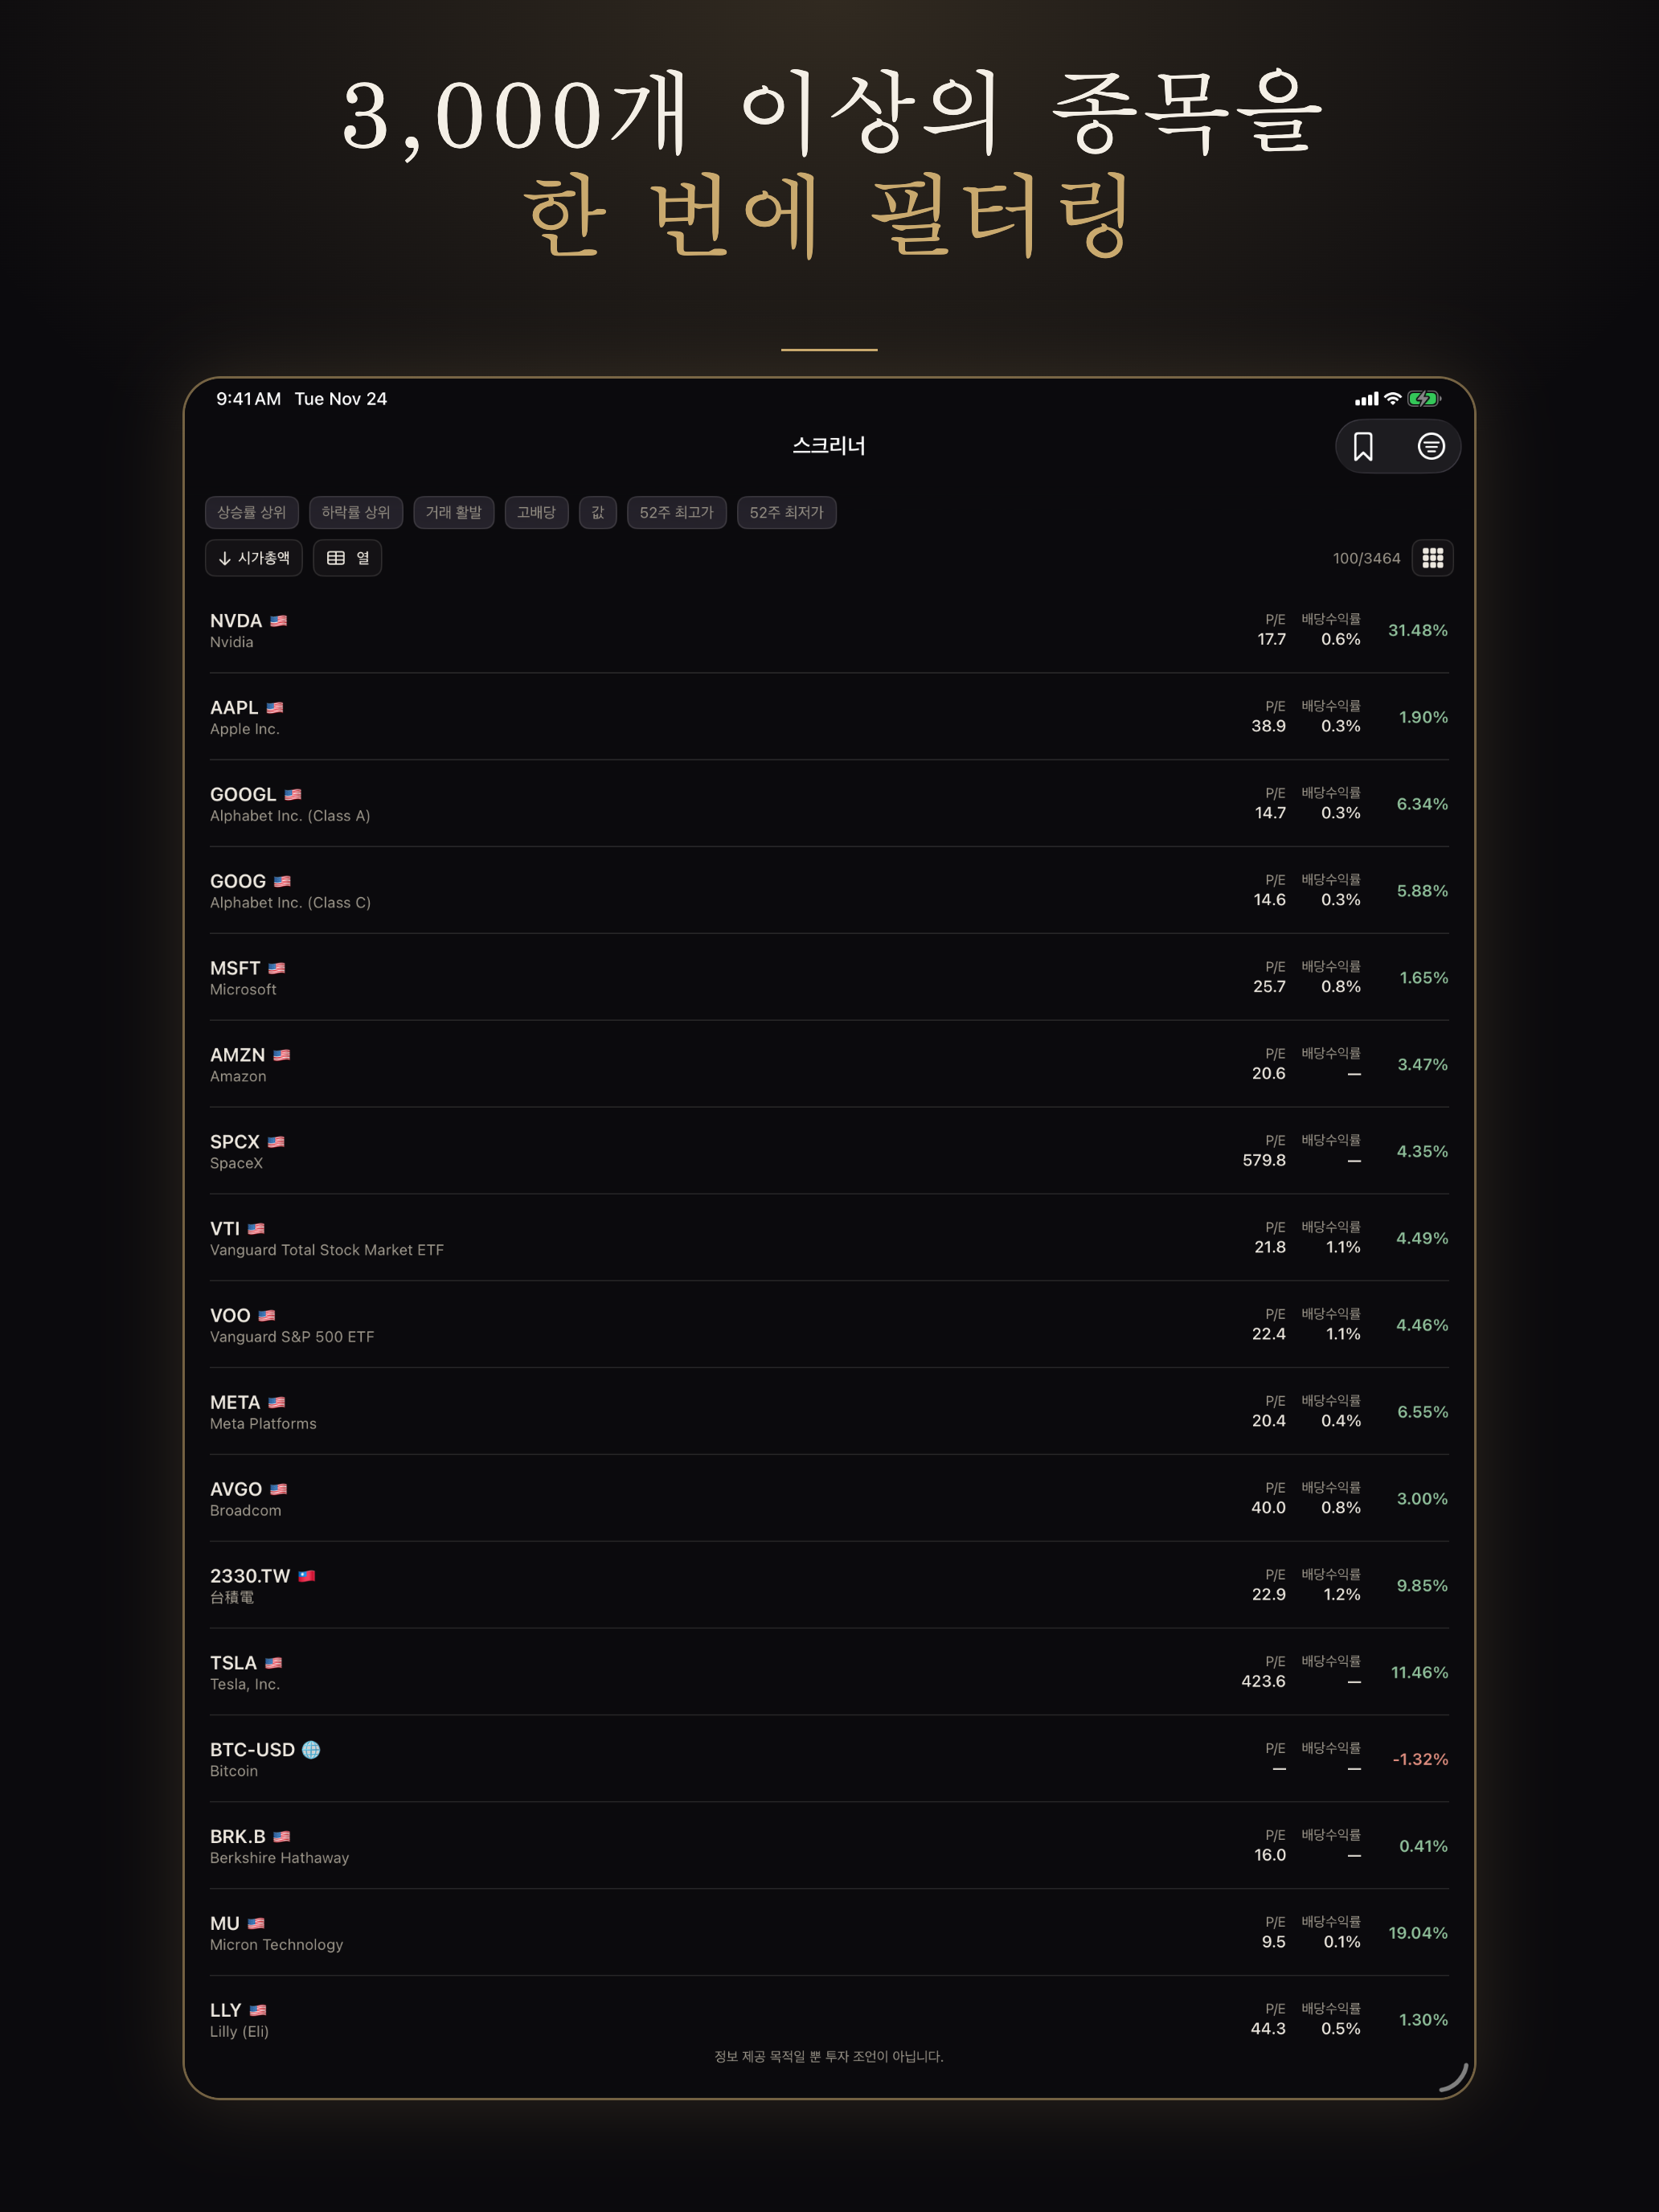 3,000개 이상의 종목을
한 번에 필터링
9:41 AM Tue Nov 24
스크리너
상승률 상위 하락률 상위 거래 활발 고배당 값 52주 최고가 52주 최저가
↓ 시가총액 열 100/3464
NVDA 🇺🇸 P/E 배당수익률
Nvidia 17.7 0.6% 31.48%
AAPL 🇺🇸 P/E 배당수익률
Apple Inc. 38.9 0.3% 1.90%
GOOGL 🇺🇸 P/E 배당수익률
Alphabet Inc. (Class A) 14.7 0.3% 6.34%
GOOG 🇺🇸 P/E 배당수익률
Alphabet Inc. (Class C) 14.6 0.3% 5.88%
MSFT 🇺🇸 P/E 배당수익률
Microsoft 25.7 0.8% 1.65%
AMZN 🇺🇸 P/E 배당수익률
Amazon 20.6 — 3.47%
SPCX 🇺🇸 P/E 배당수익률
SpaceX 579.8 — 4.35%
VTI 🇺🇸 P/E 배당수익률
Vanguard Total Stock Market ETF 21.8 1.1% 4.49%
VOO 🇺🇸 P/E 배당수익률
Vanguard S&P 500 ETF 22.4 1.1% 4.46%
META 🇺🇸 P/E 배당수익률
Meta Platforms 20.4 0.4% 6.55%
AVGO 🇺🇸 P/E 배당수익률
Broadcom 40.0 0.8% 3.00%
2330.TW 🇹🇼 P/E 배당수익률
台積電 22.9 1.2% 9.85%
TSLA 🇺🇸 P/E 배당수익률
Tesla, Inc. 423.6 — 11.46%
BTC-USD 🌐 P/E 배당수익률
Bitcoin — — -1.32%
BRK.B 🇺🇸 P/E 배당수익률
Berkshire Hathaway 16.0 — 0.41%
MU 🇺🇸 P/E 배당수익률
Micron Technology 9.5 0.1% 19.04%
LLY 🇺🇸 P/E 배당수익률
Lilly (Eli) 44.3 0.5% 1.30%
정보 제공 목적일 뿐 투자 조언이 아닙니다.